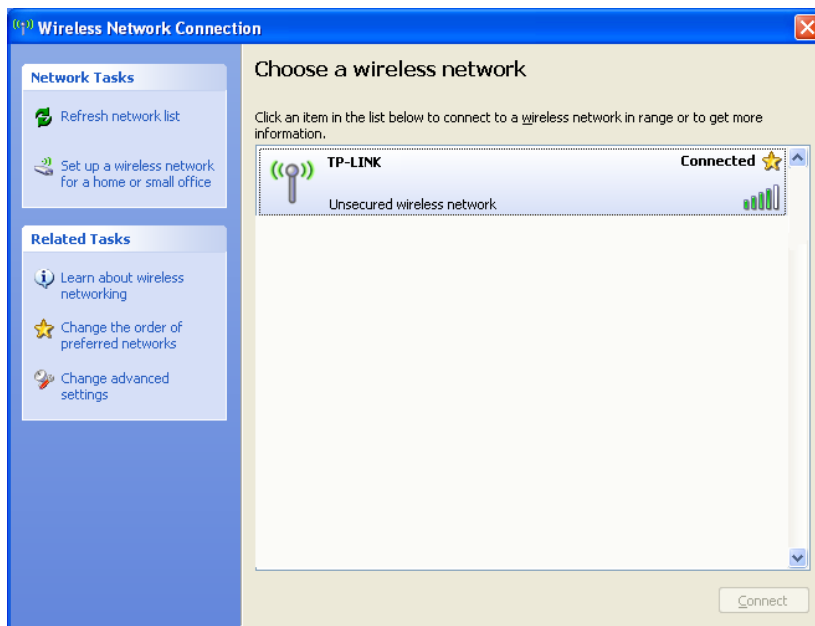 Wireless Network Connection
Network Tasks
Refresh network list
Set up a wireless network
for a home or small office
Related Tasks
Learn about wireless
networking
Change the order of
preferred networks
Change advanced
settings
Choose a wireless network
Click an item in the list below to connect to a wireless network in range or to get more
information.
TP-LINK
Connected
Unsecured wireless network
Connect